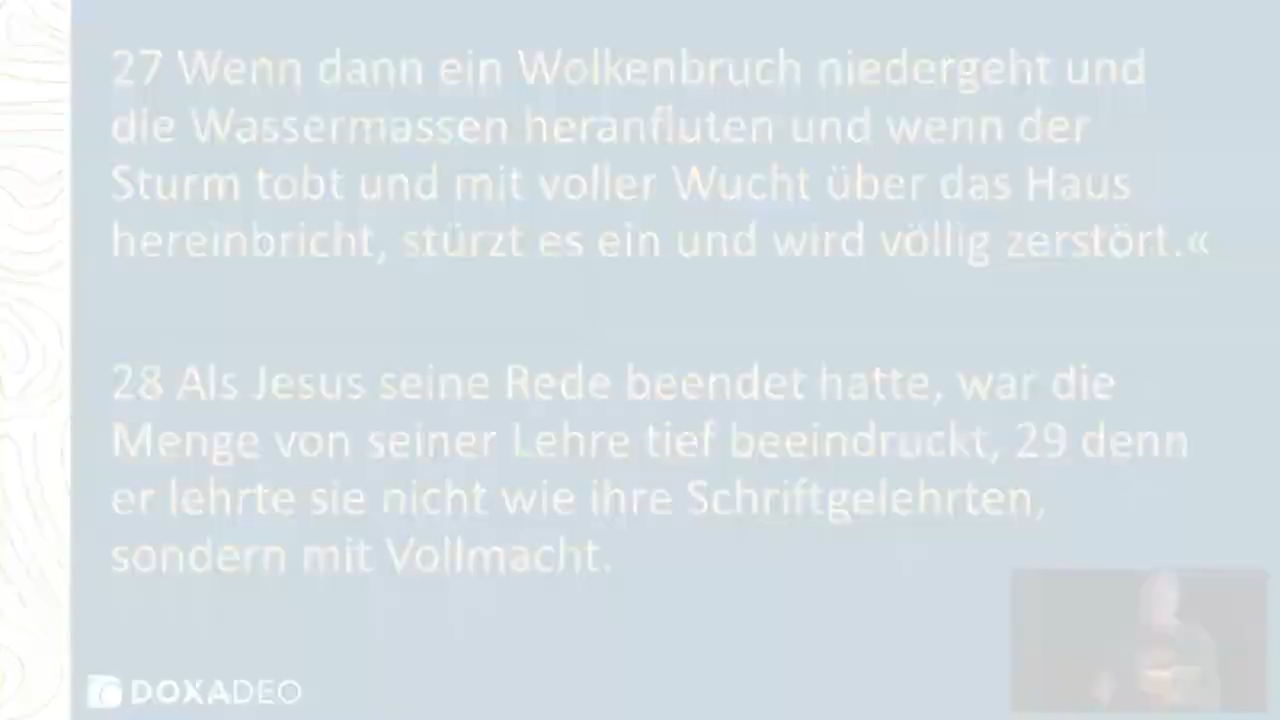 27 Wenn dann ein Wolkenbruch niedergeht und
die Wassermassen heranfluten und wenn der
Sturm tobt und mit voller Wucht über das Haus
hereinbricht, stürzt es ein und wird völlig zerstört.«
28 Als Jesus seine Rede beendet hatte, war die
Menge von seiner Lehre tief beeindruckt, 29 denn
er lehrte sie nicht wie ihre Schriftgelehrten,
sondern mit Vollmacht.
DOXADEO